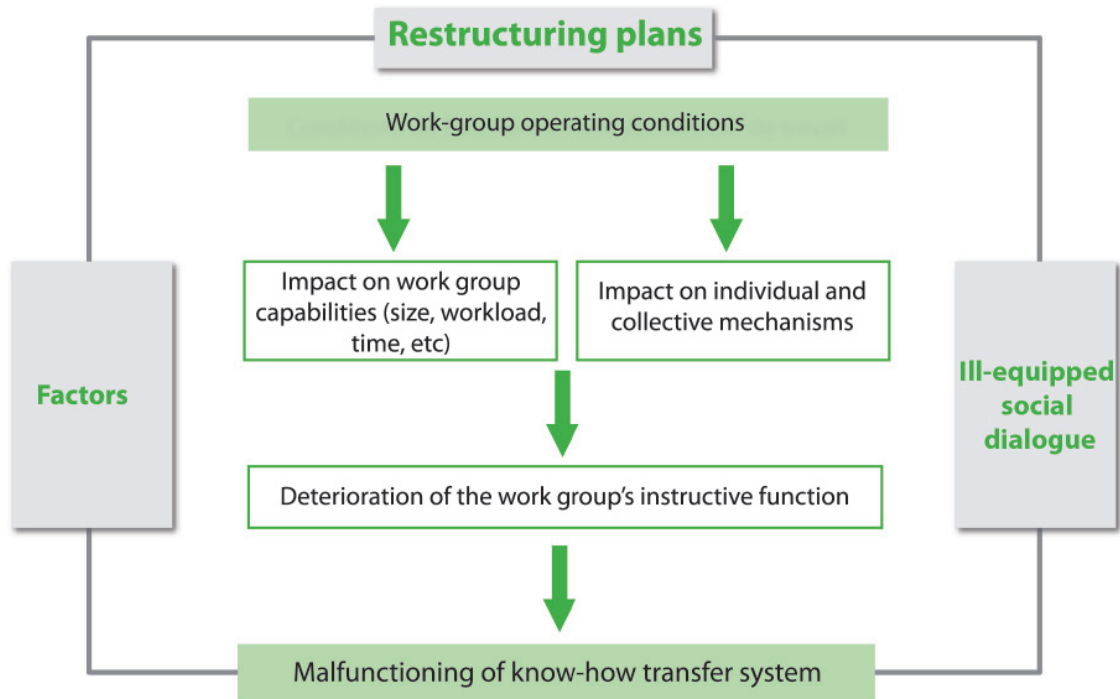 Restructuring plans
Work-group operating conditions
Impact on work group
capabilities (size, workload,
time, etc)
Impact on individual and
collective mechanisms
Factors
Ill-equipped
social
dialogue
Deterioration of the work group’s instructive function
Malfunctioning of know-how transfer system